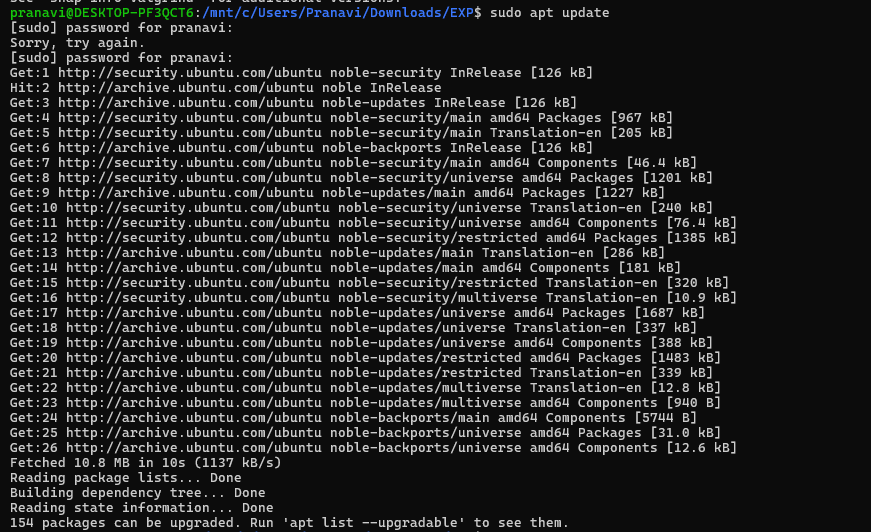 pranavi@DESKTOP-PF3QCT6:/mnt/c/Users/Pranavi/Downloads/EXP$ sudo apt update
[sudo] password for pranavi:
Sorry, try again.
[sudo] password for pranavi:
Get:1 http://security.ubuntu.com/ubuntu noble-security InRelease [126 kB]
Hit:2 http://archive.ubuntu.com/ubuntu noble InRelease
Get:3 http://archive.ubuntu.com/ubuntu noble-updates InRelease [126 kB]
Get:4 http://security.ubuntu.com/ubuntu noble-security/main amd64 Packages [967 kB]
Get:5 http://security.ubuntu.com/ubuntu noble-security/main Translation-en [205 kB]
Get:6 http://archive.ubuntu.com/ubuntu noble-backports InRelease [126 kB]
Get:7 http://security.ubuntu.com/ubuntu noble-security/main amd64 Components [46.4 kB]
Get:8 http://security.ubuntu.com/ubuntu noble-security/universe amd64 Packages [1201 kB]
Get:9 http://archive.ubuntu.com/ubuntu noble-updates/main amd64 Packages [1227 kB]
Get:10 http://security.ubuntu.com/ubuntu noble-security/universe Translation-en [240 kB]
Get:11 http://security.ubuntu.com/ubuntu noble-security/universe amd64 Components [76.4 kB]
Get:12 http://security.ubuntu.com/ubuntu noble-security/restricted amd64 Packages [1385 kB]
Get:13 http://archive.ubuntu.com/ubuntu noble-updates/main Translation-en [286 kB]
Get:14 http://archive.ubuntu.com/ubuntu noble-updates/main amd64 Components [181 kB]
Get:15 http://security.ubuntu.com/ubuntu noble-security/restricted Translation-en [320 kB]
Get:16 http://security.ubuntu.com/ubuntu noble-security/multiverse Translation-en [10.9 kB]
Get:17 http://archive.ubuntu.com/ubuntu noble-updates/universe amd64 Packages [1687 kB]
Get:18 http://archive.ubuntu.com/ubuntu noble-updates/universe Translation-en [337 kB]
Get:19 http://archive.ubuntu.com/ubuntu noble-updates/universe amd64 Components [388 kB]
Get:20 http://archive.ubuntu.com/ubuntu noble-updates/restricted amd64 Packages [1483 kB]
Get:21 http://archive.ubuntu.com/ubuntu noble-updates/restricted Translation-en [339 kB]
Get:22 http://archive.ubuntu.com/ubuntu noble-updates/multiverse Translation-en [12.8 kB]
Get:23 http://archive.ubuntu.com/ubuntu noble-updates/multiverse amd64 Components [940 B]
Get:24 http://archive.ubuntu.com/ubuntu noble-backports/main amd64 Components [5744 B]
Get:25 http://archive.ubuntu.com/ubuntu noble-backports/universe amd64 Packages [31.0 kB]
Get:26 http://archive.ubuntu.com/ubuntu noble-backports/universe amd64 Components [12.6 kB]
Fetched 10.8 MB in 10s (1137 kB/s)
Reading package lists... Done
Building dependency tree... Done
Reading state information... Done
154 packages can be upgraded. Run 'apt list --upgradable' to see them.